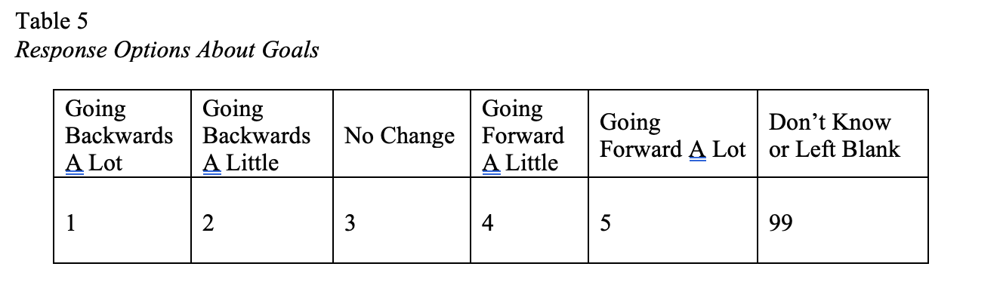 Table 5
Response Options About Goals
Going
Backwards
A Lot
Going
Backwards
A Little
No Change
Going
Forward
A Little
Going
Forward A Lot
Don’t Know
or Left Blank
1
2
3
4
5
99